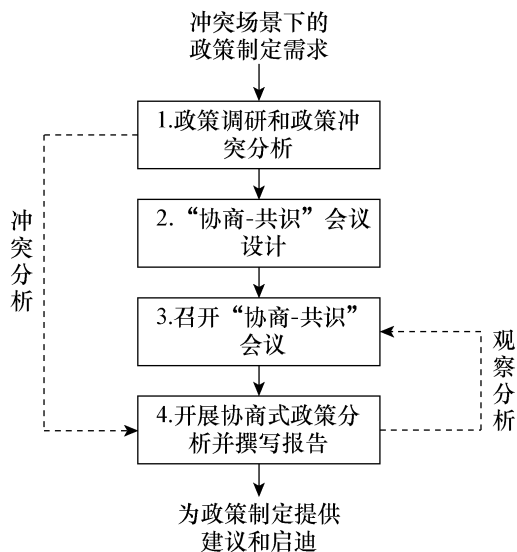 冲突场景下的
政策制定需求
1.政策调研和政策冲
突分析
2.“协商-共识”会议
设计
冲突分析
3.召开“协商-共识”
会议
观察分析
4.开展协商式政策分
析并撰写报告
为政策制定提供
建议和启迪